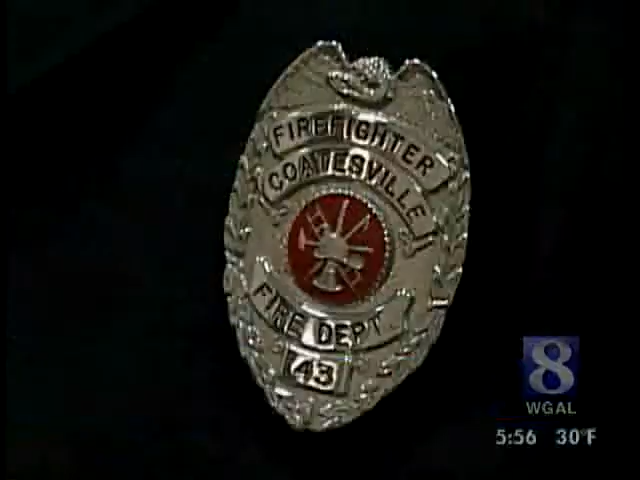 FIREFIGHTER
COATESVILLE
FIRE DEPT.
43
8
WGAL
5:56 30°F